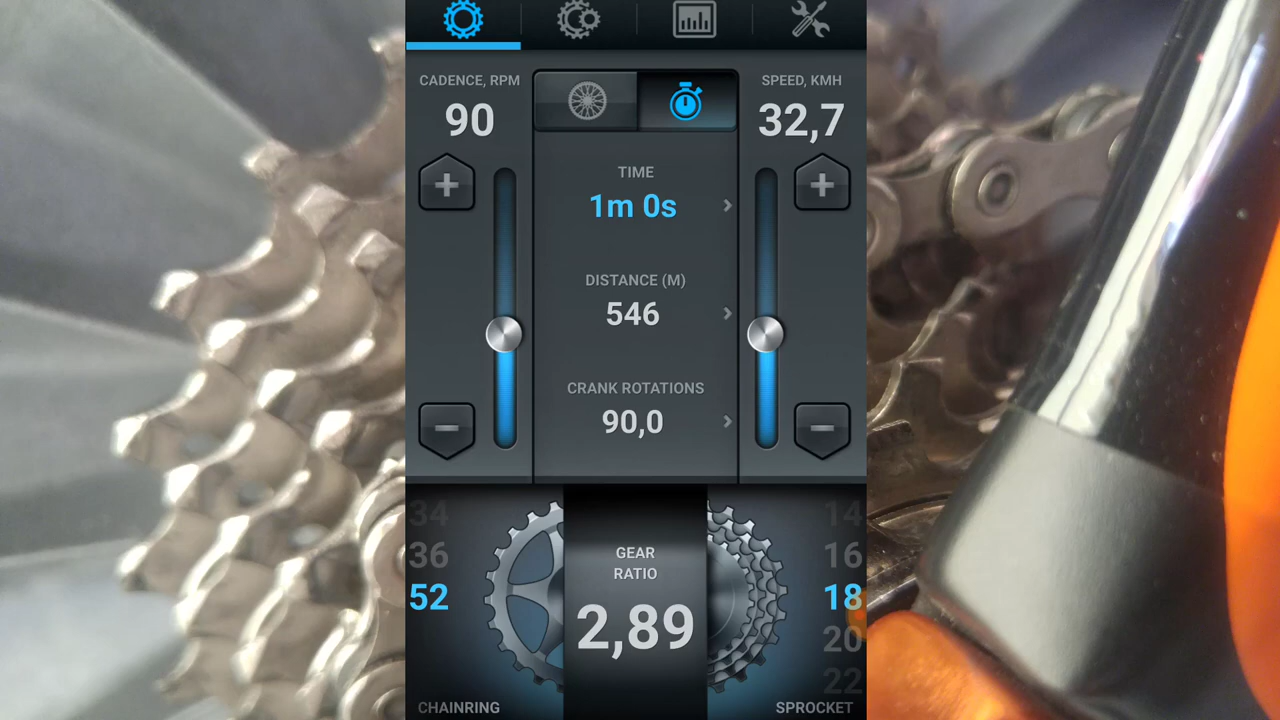 CADENCE, RPM
90
SPEED, KMH
32,7
TIME
1m 0s
DISTANCE (M)
546
CRANK ROTATIONS
90,0
34
36
52
GEAR
RATIO
2,89
14
16
18
20
22
CHAINRING
SPROCKET